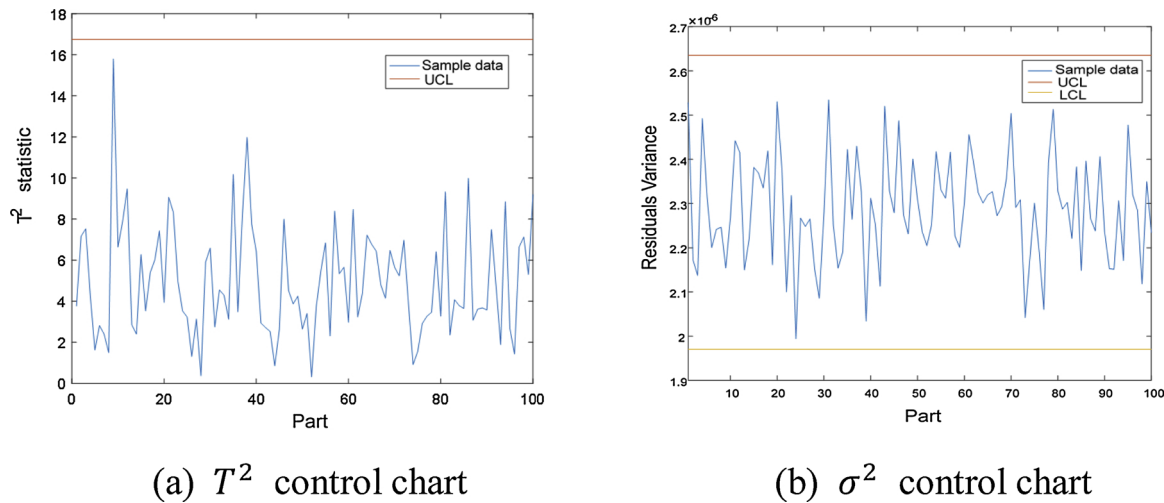 18
16
14
12
10
8
6
4
2
0
T² statistic
0 20 40 60 80 100
Part
Sample data
UCL
(a) T² control chart
×10⁻⁶
2.7
2.6
2.5
2.4
2.3
2.2
2.1
2
1.9
Residuals Variance
10 20 30 40 50 60 70 80 90 100
Part
Sample data
UCL
LCL
(b) σ² control chart